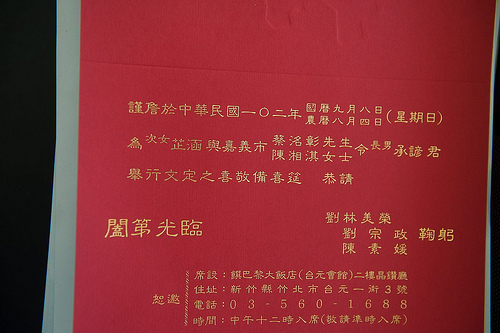 謹詹於中華民國一○二年 國曆九月八日 農曆八月四日 (星期日)
為次女芷涵與嘉義市 蔡洺彰先生 陳湘淇女士 令長男承諺君
舉行文定之喜敬備喜筵 恭請
闔第光臨
劉林美榮
劉宗政
陳素媛
鞠躬
恕邀
席設：饌巴黎大飯店(台元會館)二樓晶鑽廳
住址：新竹縣竹北市台元一街3號
電話：03-560-1688
時間：中午十二時入席(敬請準時入席)